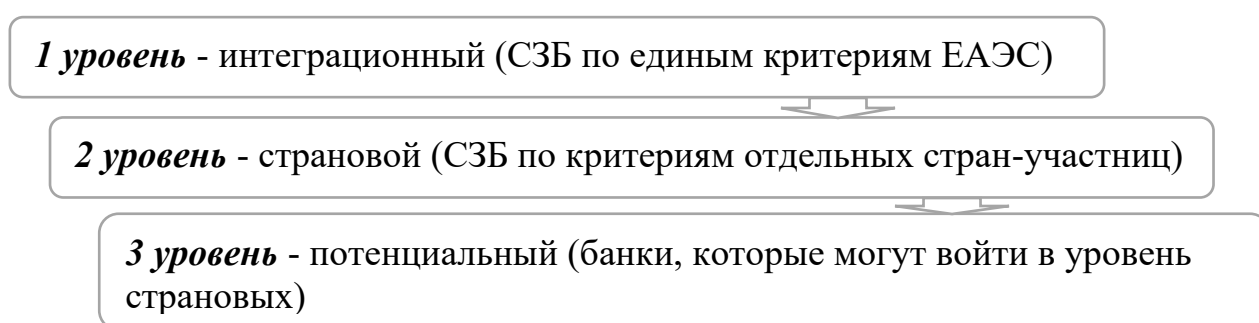 1 уровень - интеграционный (СЗБ по единым критериям ЕАЭС)
2 уровень - страновой (СЗБ по критериям отдельных стран-участниц)
3 уровень - потенциальный (банки, которые могут войти в уровень
страновых)